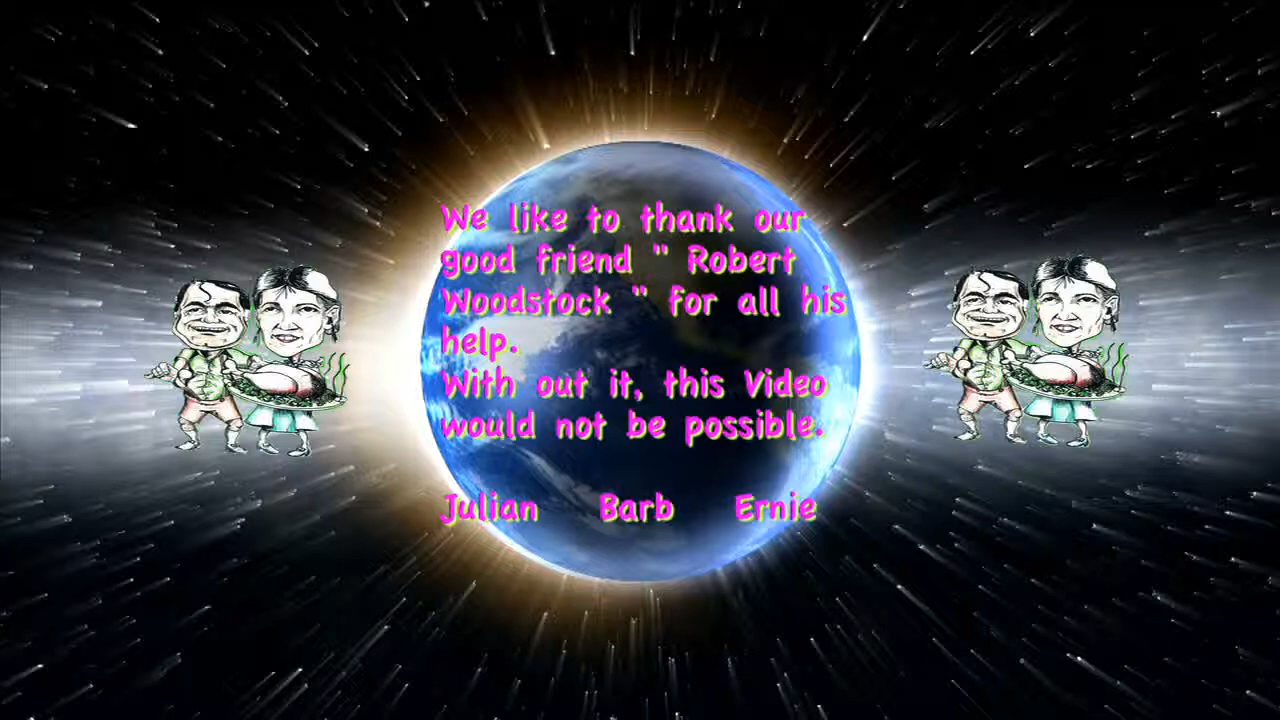 We like to thank our
good friend " Robert
Woodstock " for all his
help.
With out it, this Video
would not be possible.
Julian Barb Ernie